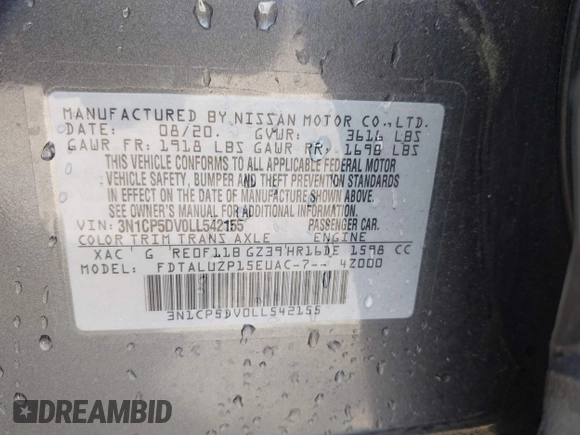 MANUFACTURED BY NISSAN MOTOR CO., LTD.
DATE: 08/20. GVWR: 3616 LBS
GAWR FR: 1918 LBS GAWR RR: 1698 LBS
THIS VEHICLE CONFORMS TO ALL APPLICABLE FEDERAL MOTOR
VEHICLE SAFETY, BUMPER AND THEFT PREVENTION STANDARDS
IN EFFECT ON THE DATE OF MANUFACTURE SHOWN ABOVE.
SEE OWNER'S MANUAL FOR ADDITIONAL INFORMATION.
VIN: 3N1CP5DV0LL542155 PASSENGER CAR.
COLOR TRIM TRANS AXLE ENGINE
XAC G RE0F11B GZ39 HR16DE 1598 CC
MODEL: FDTALUZP15EUAC-7-- 4Z000
3N1CP5DV0LL542155
DREAMBID